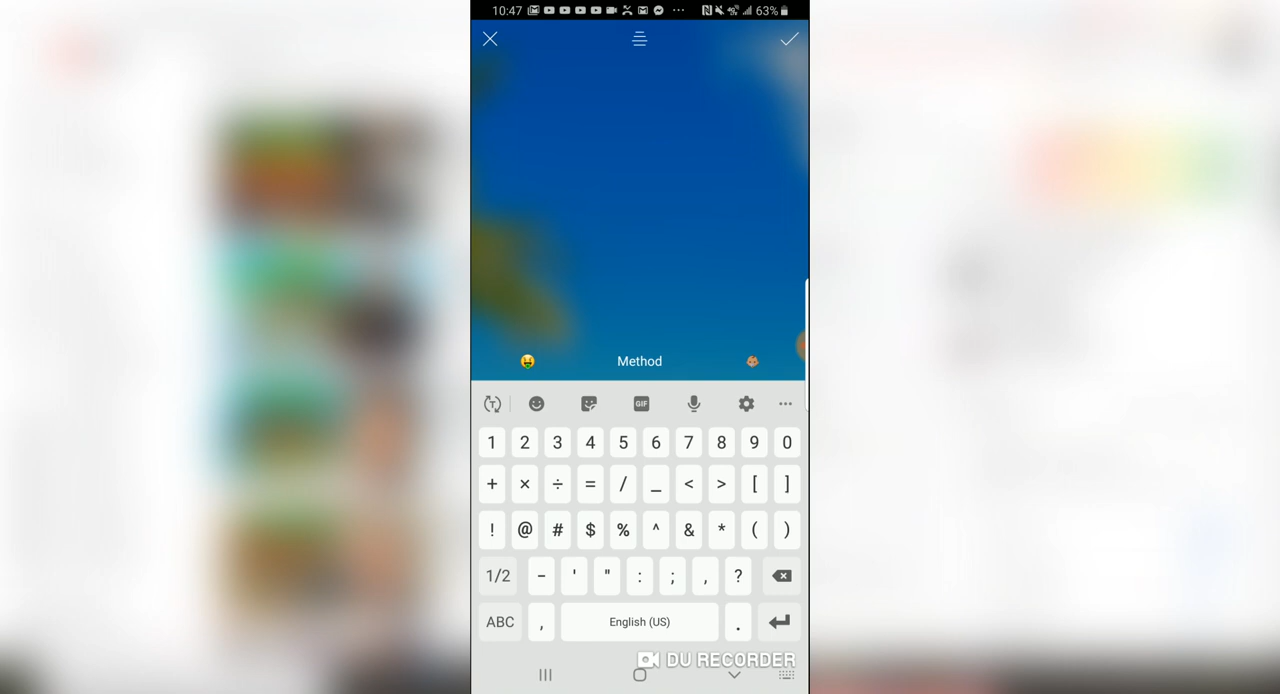 10:47 63%
Method
GIF
1 2 3 4 5 6 7 8 9 0
+ × ÷ = / _ < > [ ]
! @ # $ % ^ & * ( )
1/2 - ' " : ; , ?
ABC , English (US) .
DU RECORDER